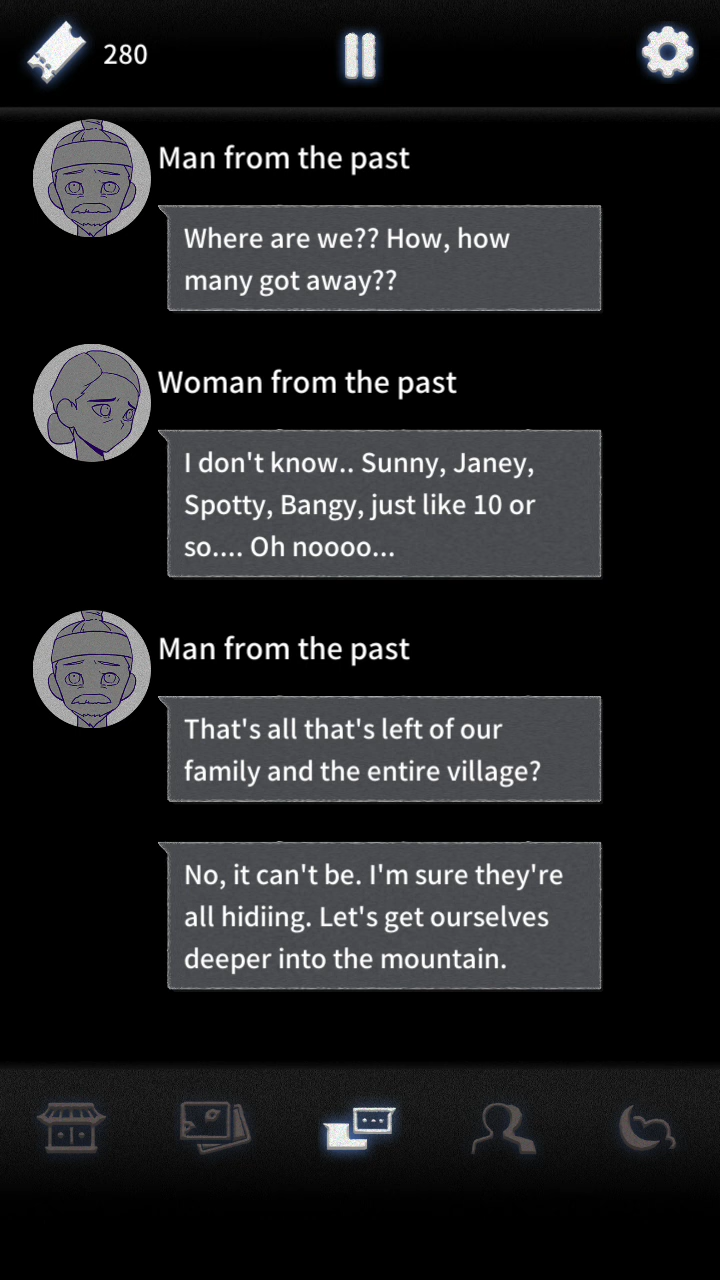 280
Man from the past
Where are we?? How, how
many got away??
Woman from the past
I don't know.. Sunny, Janey,
Spotty, Bangy, just like 10 or
so.... Oh noooo...
Man from the past
That's all that's left of our
family and the entire village?
No, it can't be. I'm sure they're
all hidiing. Let's get ourselves
deeper into the mountain.